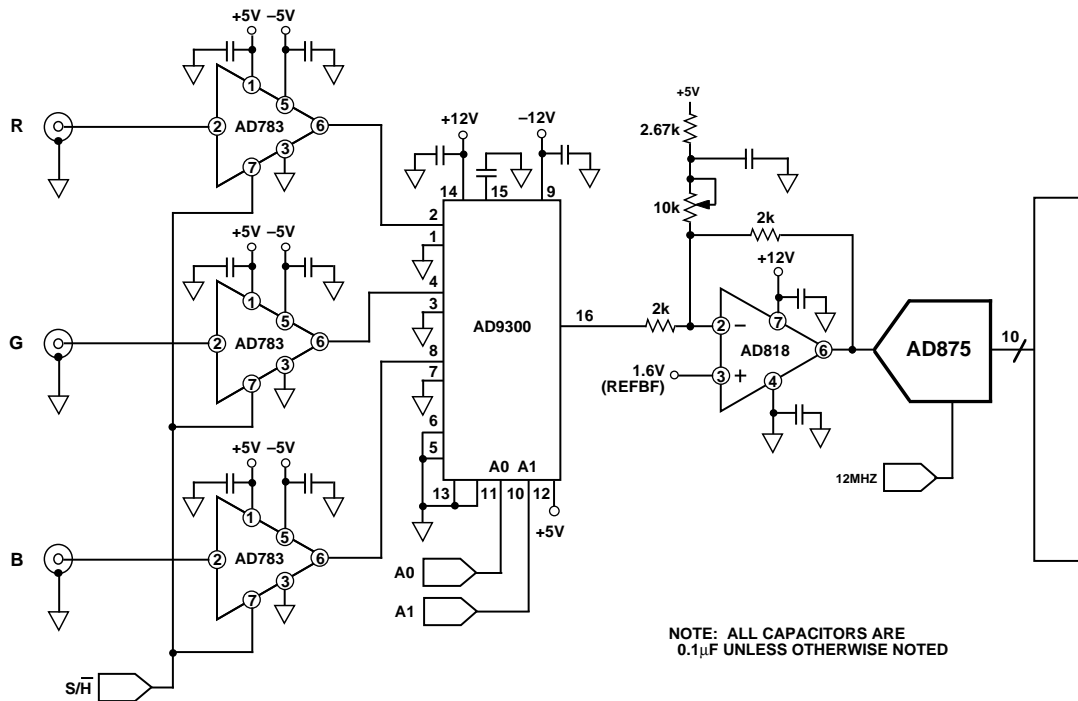 +5V –5V
1
5
R
2
AD783
6
3
7
+5V –5V
1
5
G
2
AD783
6
3
7
+5V –5V
1
5
B
2
AD783
6
3
7
S/H̅
+12V
–12V
14
15
9
2
1
4
3
AD9300
16
8
7
6
5
A0 A1
13
11
10
12
+5V
A0
A1
+5V
2.67k
10k
2k
+12V
2k
2
–
7
AD818
6
1.6V
(REFBF)
3
+
4
AD875
10
12MHZ
NOTE: ALL CAPACITORS ARE
0.1µF UNLESS OTHERWISE NOTED